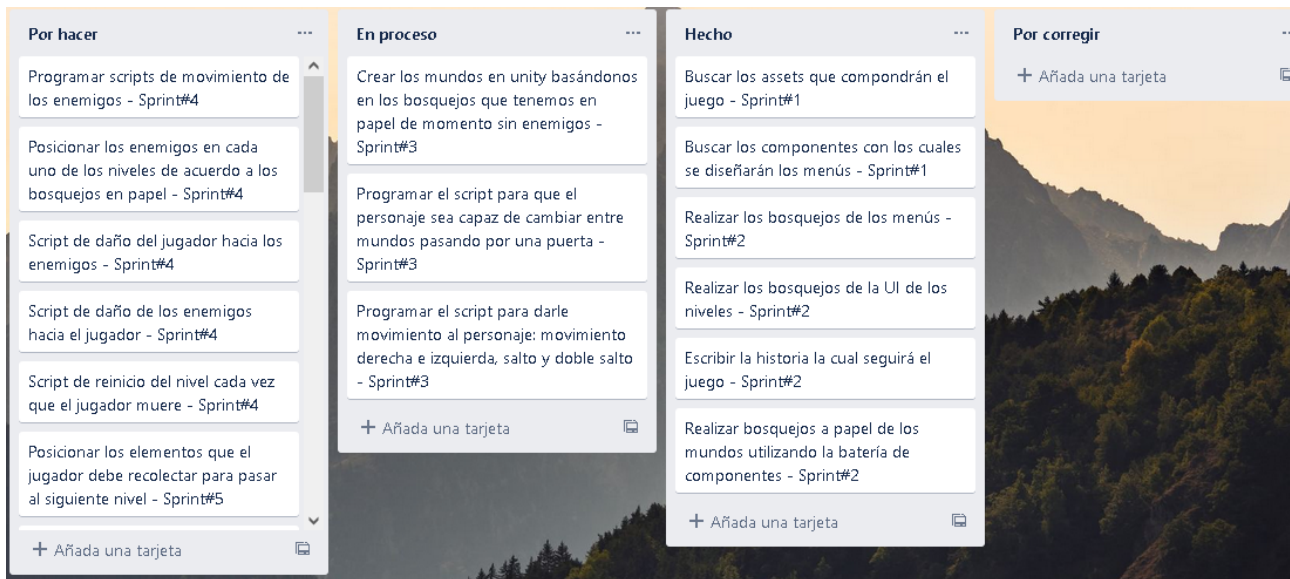 Por hacer
Programar scripts de movimiento de
los enemigos - Sprint#4
Posicionar los enemigos en cada
uno de los niveles de acuerdo a los
bosquejos en papel - Sprint#4
Script de daño del jugador hacia los
enemigos - Sprint#4
Script de daño de los enemigos
hacia el jugador - Sprint#4
Script de reinicio del nivel cada vez
que el jugador muere - Sprint#4
Posicionar los elementos que el
jugador debe recolectar para pasar
al siguiente nivel - Sprint#5
+ Añada una tarjeta
En proceso
Crear los mundos en unity basándonos
en los bosquejos que tenemos en
papel de momento sin enemigos -
Sprint#3
Programar el script para que el
personaje sea capaz de cambiar entre
mundos pasando por una puerta -
Sprint#3
Programar el script para darle
movimiento al personaje: movimiento
derecha e izquierda, salto y doble salto
- Sprint#3
+ Añada una tarjeta
Hecho
Buscar los assets que compondrán el
juego - Sprint#1
Buscar los componentes con los cuales
se diseñarán los menús - Sprint#1
Realizar los bosquejos de los menús -
Sprint#2
Realizar los bosquejos de la UI de los
niveles - Sprint#2
Escribir la historia la cual seguirá el
juego - Sprint#2
Realizar bosquejos a papel de los
mundos utilizando la batería de
componentes - Sprint#2
+ Añada una tarjeta
Por corregir
+ Añada una tarjeta